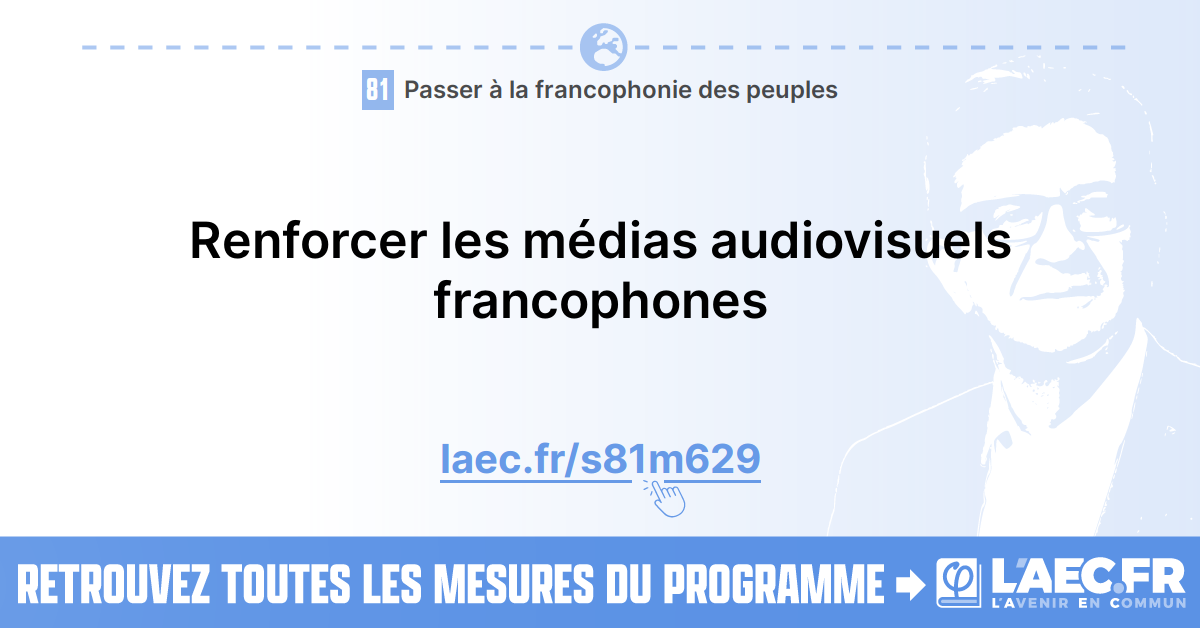 81 Passer à la francophonie des peuples
Renforcer les médias audiovisuels
francophones
laec.fr/s81m629
RETROUVEZ TOUTES LES MESURES DU PROGRAMME
φ L'AEC.FR
L'AVENIR EN COMMUN